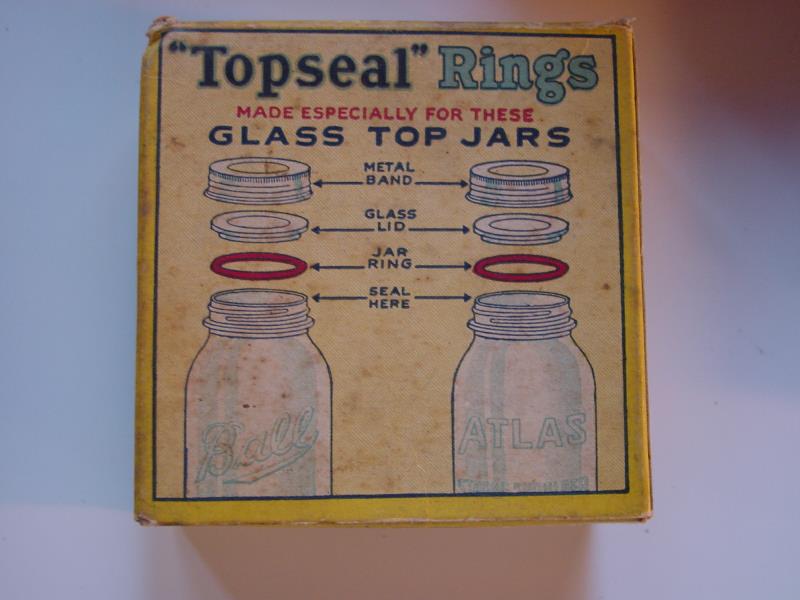 "Topseal" Rings
MADE ESPECIALLY FOR THESE
GLASS TOP JARS
METAL
BAND
GLASS
LID
JAR
RING
SEAL
HERE
Ball
ATLAS